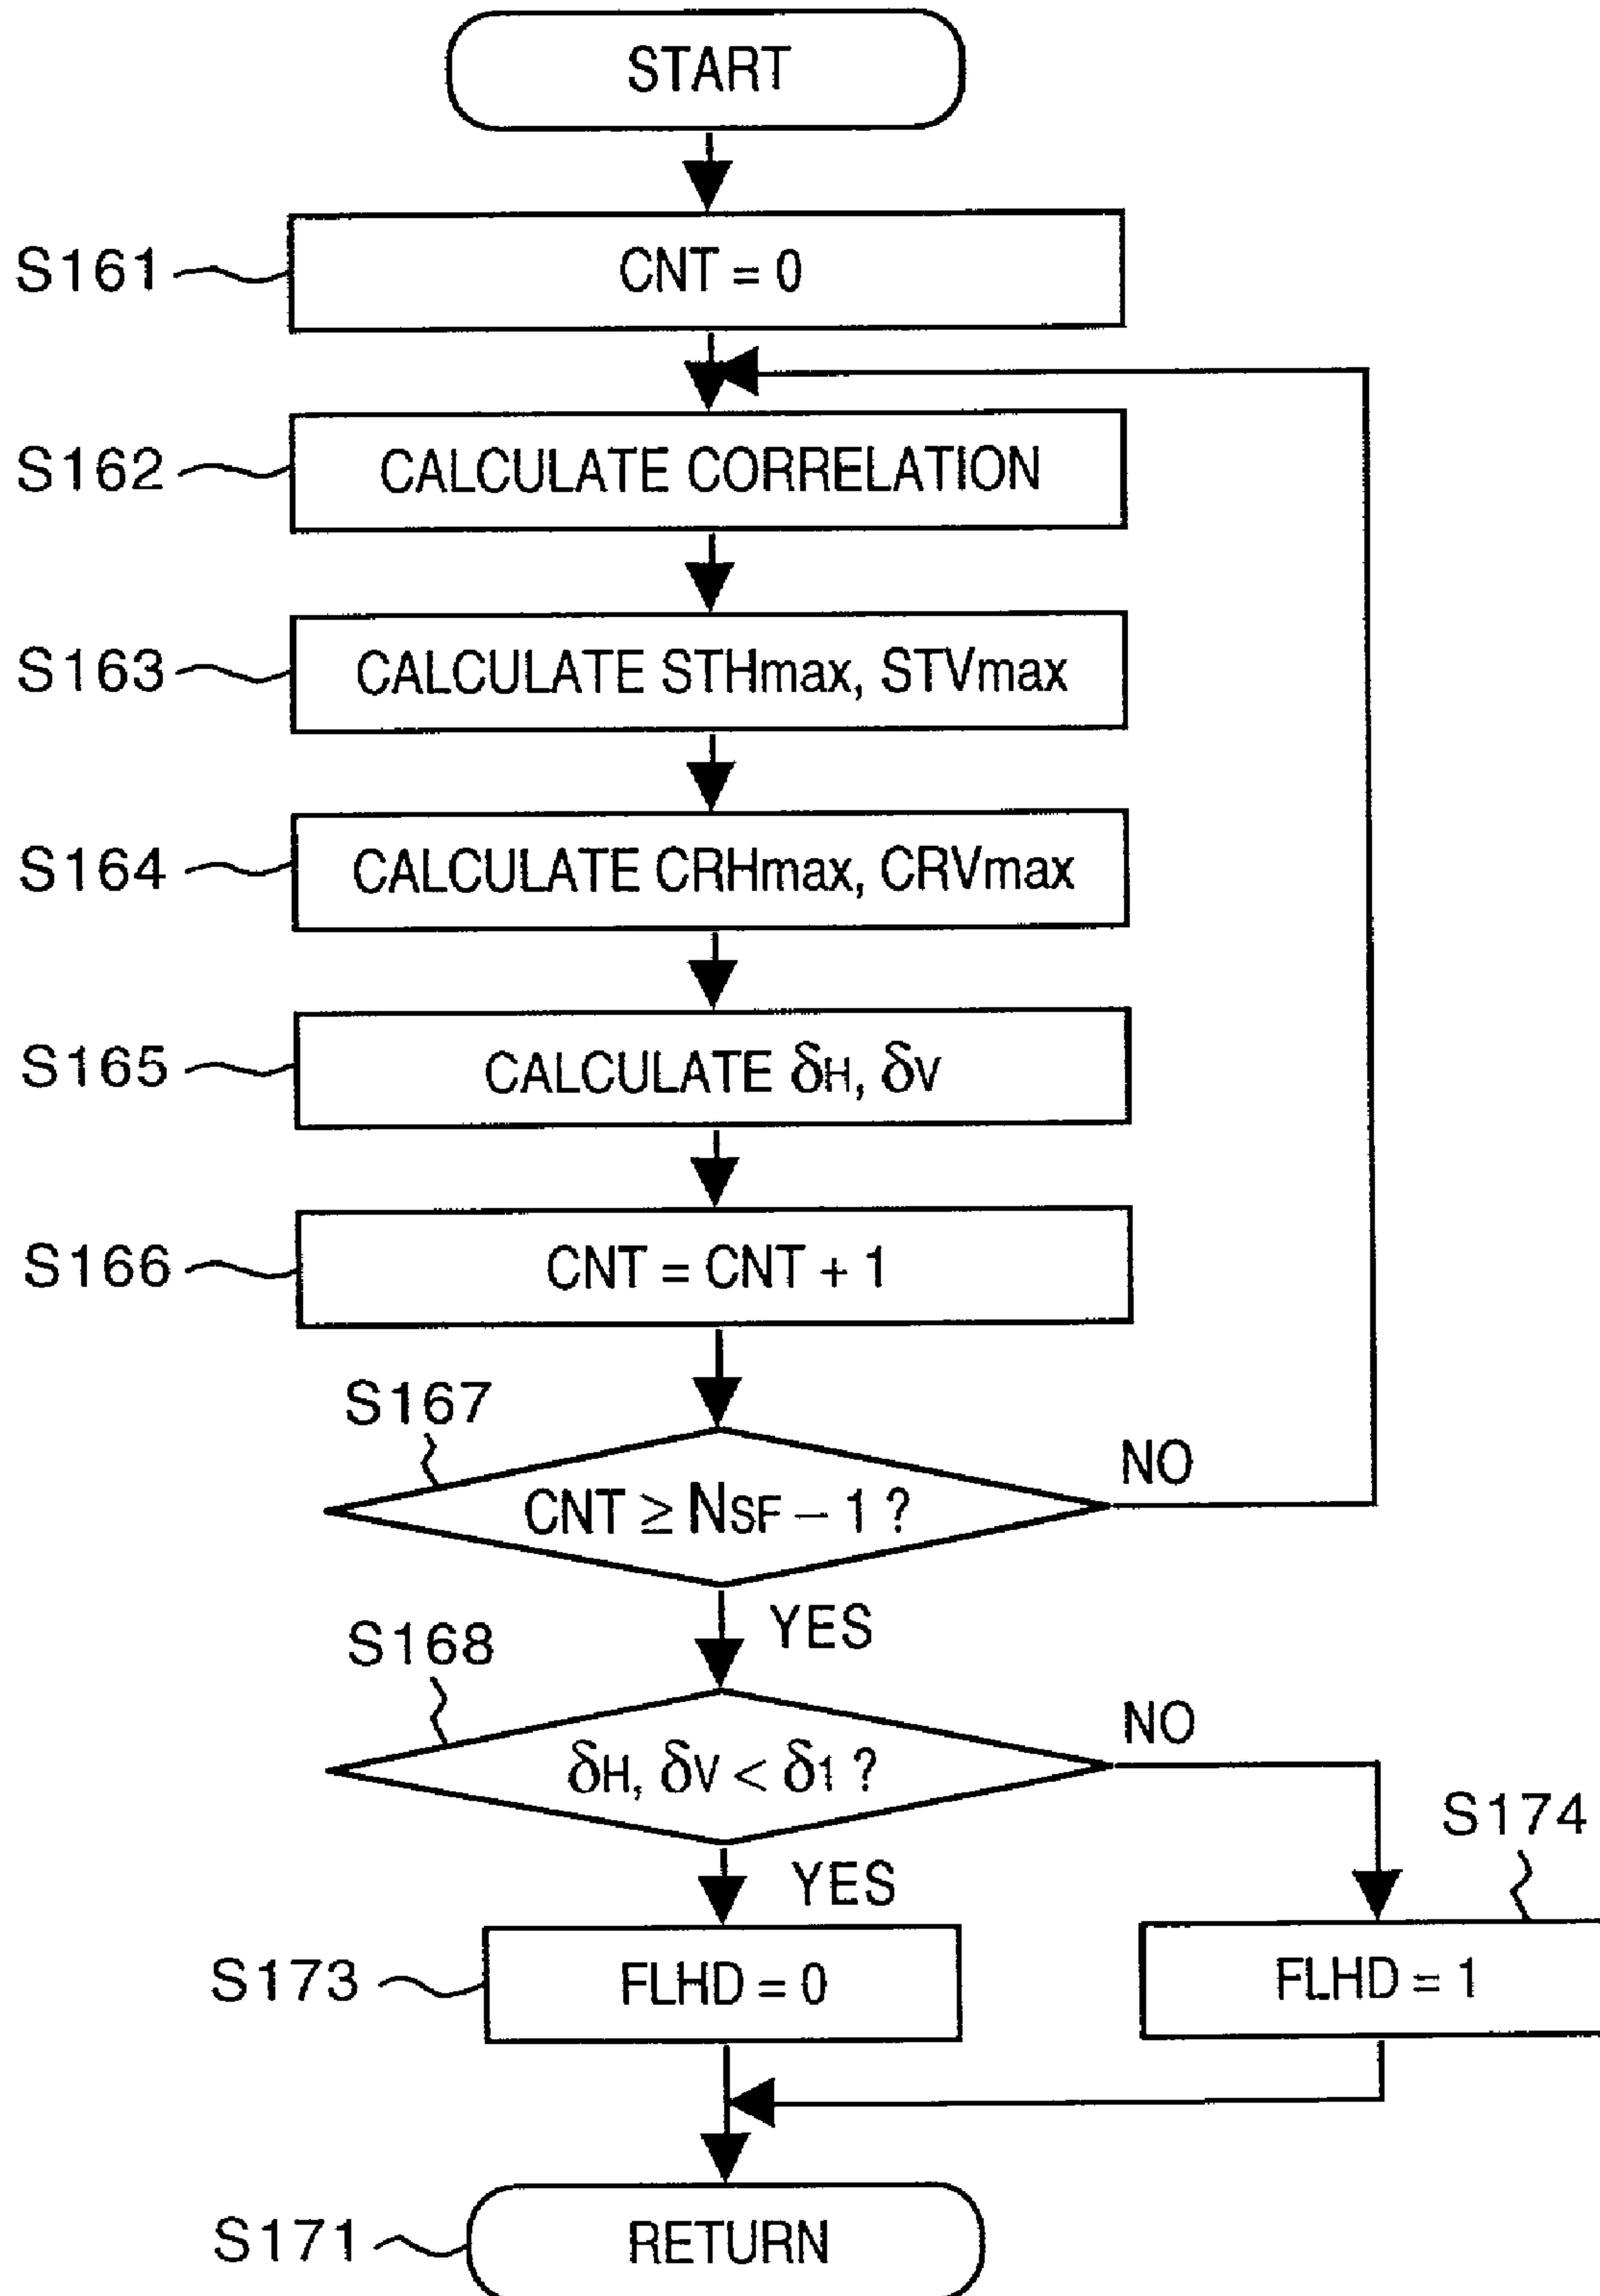 START
S161
CNT = 0
S162
CALCULATE CORRELATION
S163
CALCULATE STHmax, STVmax
S164
CALCULATE CRHmax, CRVmax
S165
CALCULATE δH, δV
S166
CNT = CNT + 1
S167
CNT ≥ NSF – 1 ?
NO
YES
S168
δH, δV < δ1 ?
NO
YES
S174
S173
FLHD = 0
FLHD = 1
S171
RETURN